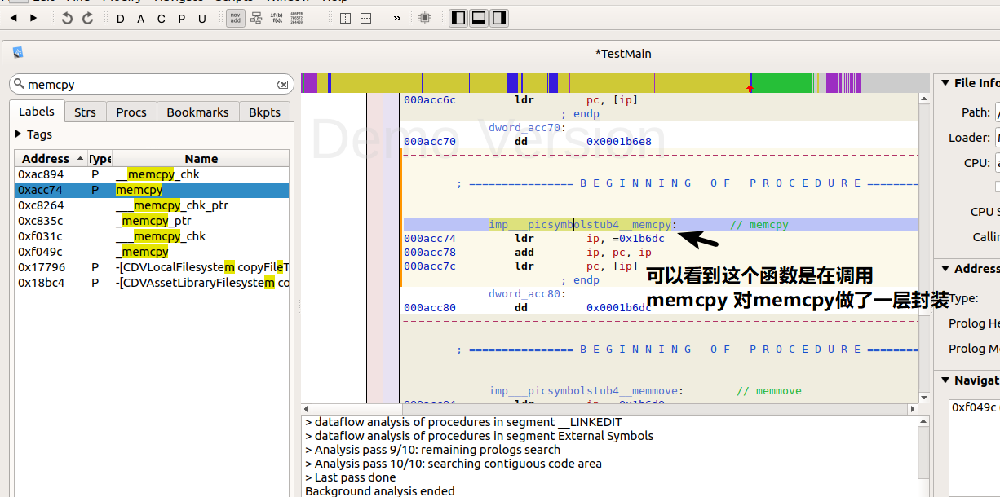 D A C P U
mov
add
if(b)
f(x);
»
*TestMain
memcpy
Labels Strs Procs Bookmarks Bkpts
Tags
Address Type Name
0xac894 P __memcpy_chk
0xacc74 P memcpy
0xc8264 ___memcpy_chk_ptr
0xc835c _memcpy_ptr
0xf031c ___memcpy_chk
0xf049c _memcpy
0x17796 P -[CDVLocalFilesystem copyFileT
0x18bc4 P -[CDVAssetLibraryFilesystem co
Demo Version
000acc6c ldr pc, [ip]
; endp
dword_acc70:
000acc70 dd 0x0001b6e8
; ================ B E G I N N I N G O F P R O C E D U R E ========
imp___picsymbolstub4__memcpy: // memcpy
000acc74 ldr ip, =0x1b6dc
000acc78 add ip, pc, ip
000acc7c ldr pc, [ip]
; endp
dword_acc80:
000acc80 dd 0x0001b6dc
可以看到这个函数是在调用
memcpy 对memcpy做了一层封装
; ================ B E G I N N I N G O F P R O C E D U R E ========
imp___picsymbolstub4__memmove: // memmove
> dataflow analysis of procedures in segment __LINKEDIT
> dataflow analysis of procedures in segment External Symbols
> Analysis pass 9/10: remaining prologs search
> Analysis pass 10/10: searching contiguous code area
> Last pass done
Background analysis ended
File Info
Path: /
Loader:
CPU: a
CPU S
Callin
Address
Type:
Prolog He
Prolog Mo
Navigat
0xf049c